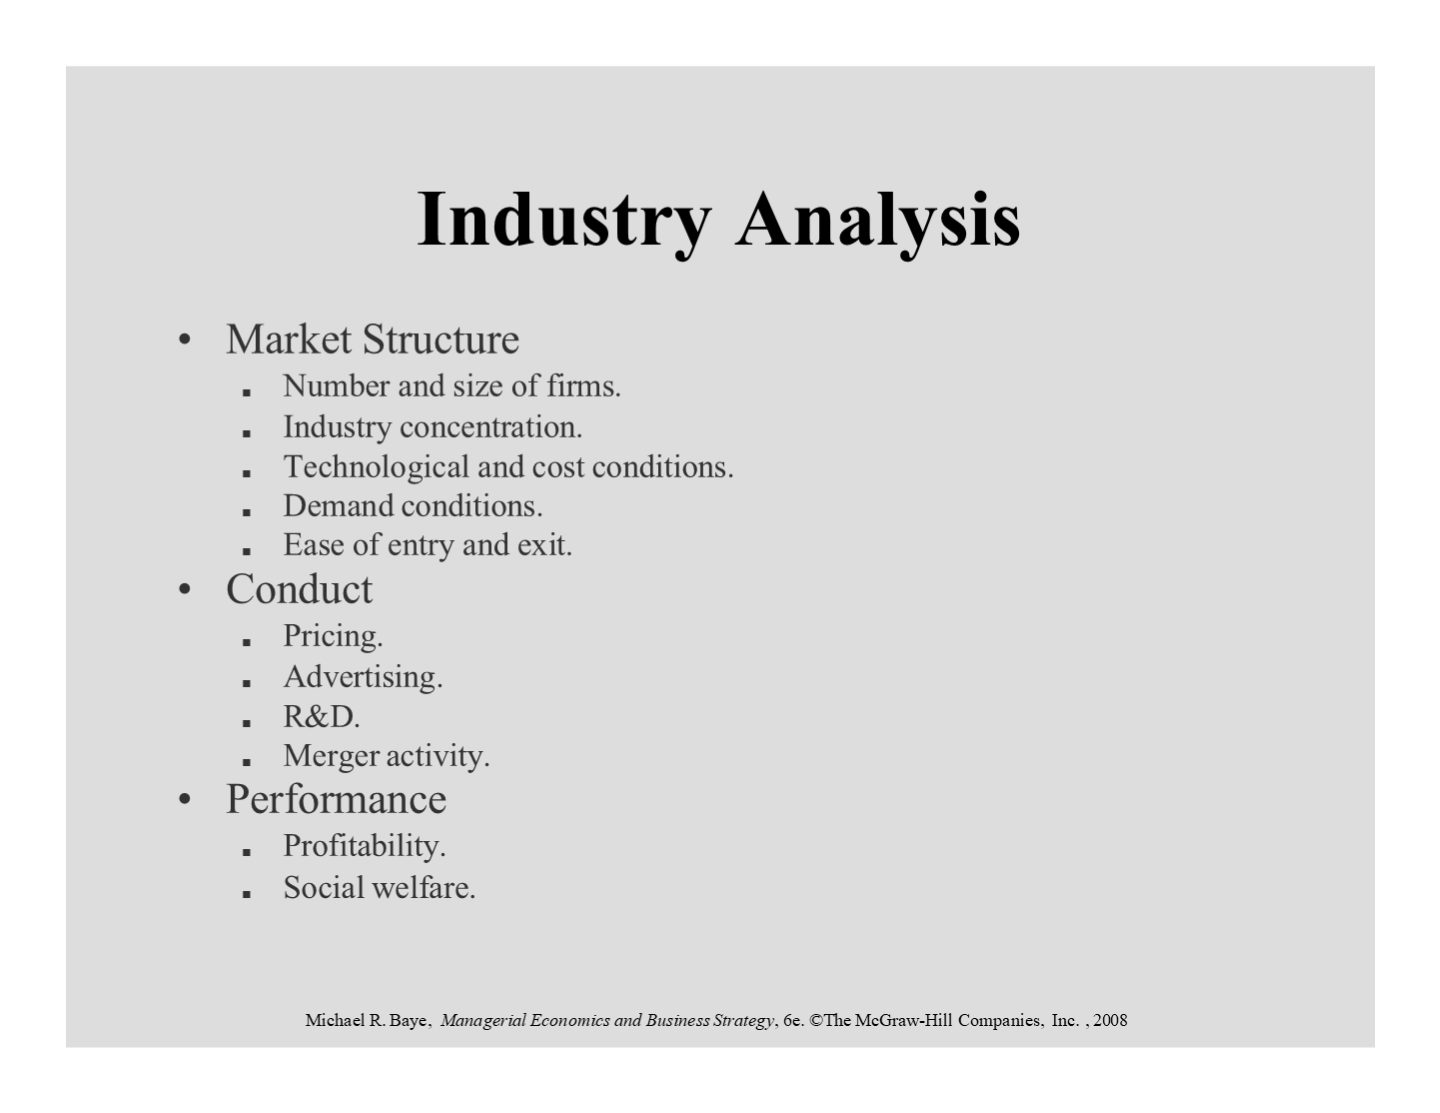 Industry Analysis
• Market Structure
▪ Number and size of firms.
▪ Industry concentration.
▪ Technological and cost conditions.
▪ Demand conditions.
▪ Ease of entry and exit.
• Conduct
▪ Pricing.
▪ Advertising.
▪ R&D.
▪ Merger activity.
• Performance
▪ Profitability.
▪ Social welfare.
Michael R. Baye, Managerial Economics and Business Strategy, 6e. ©The McGraw-Hill Companies, Inc. , 2008